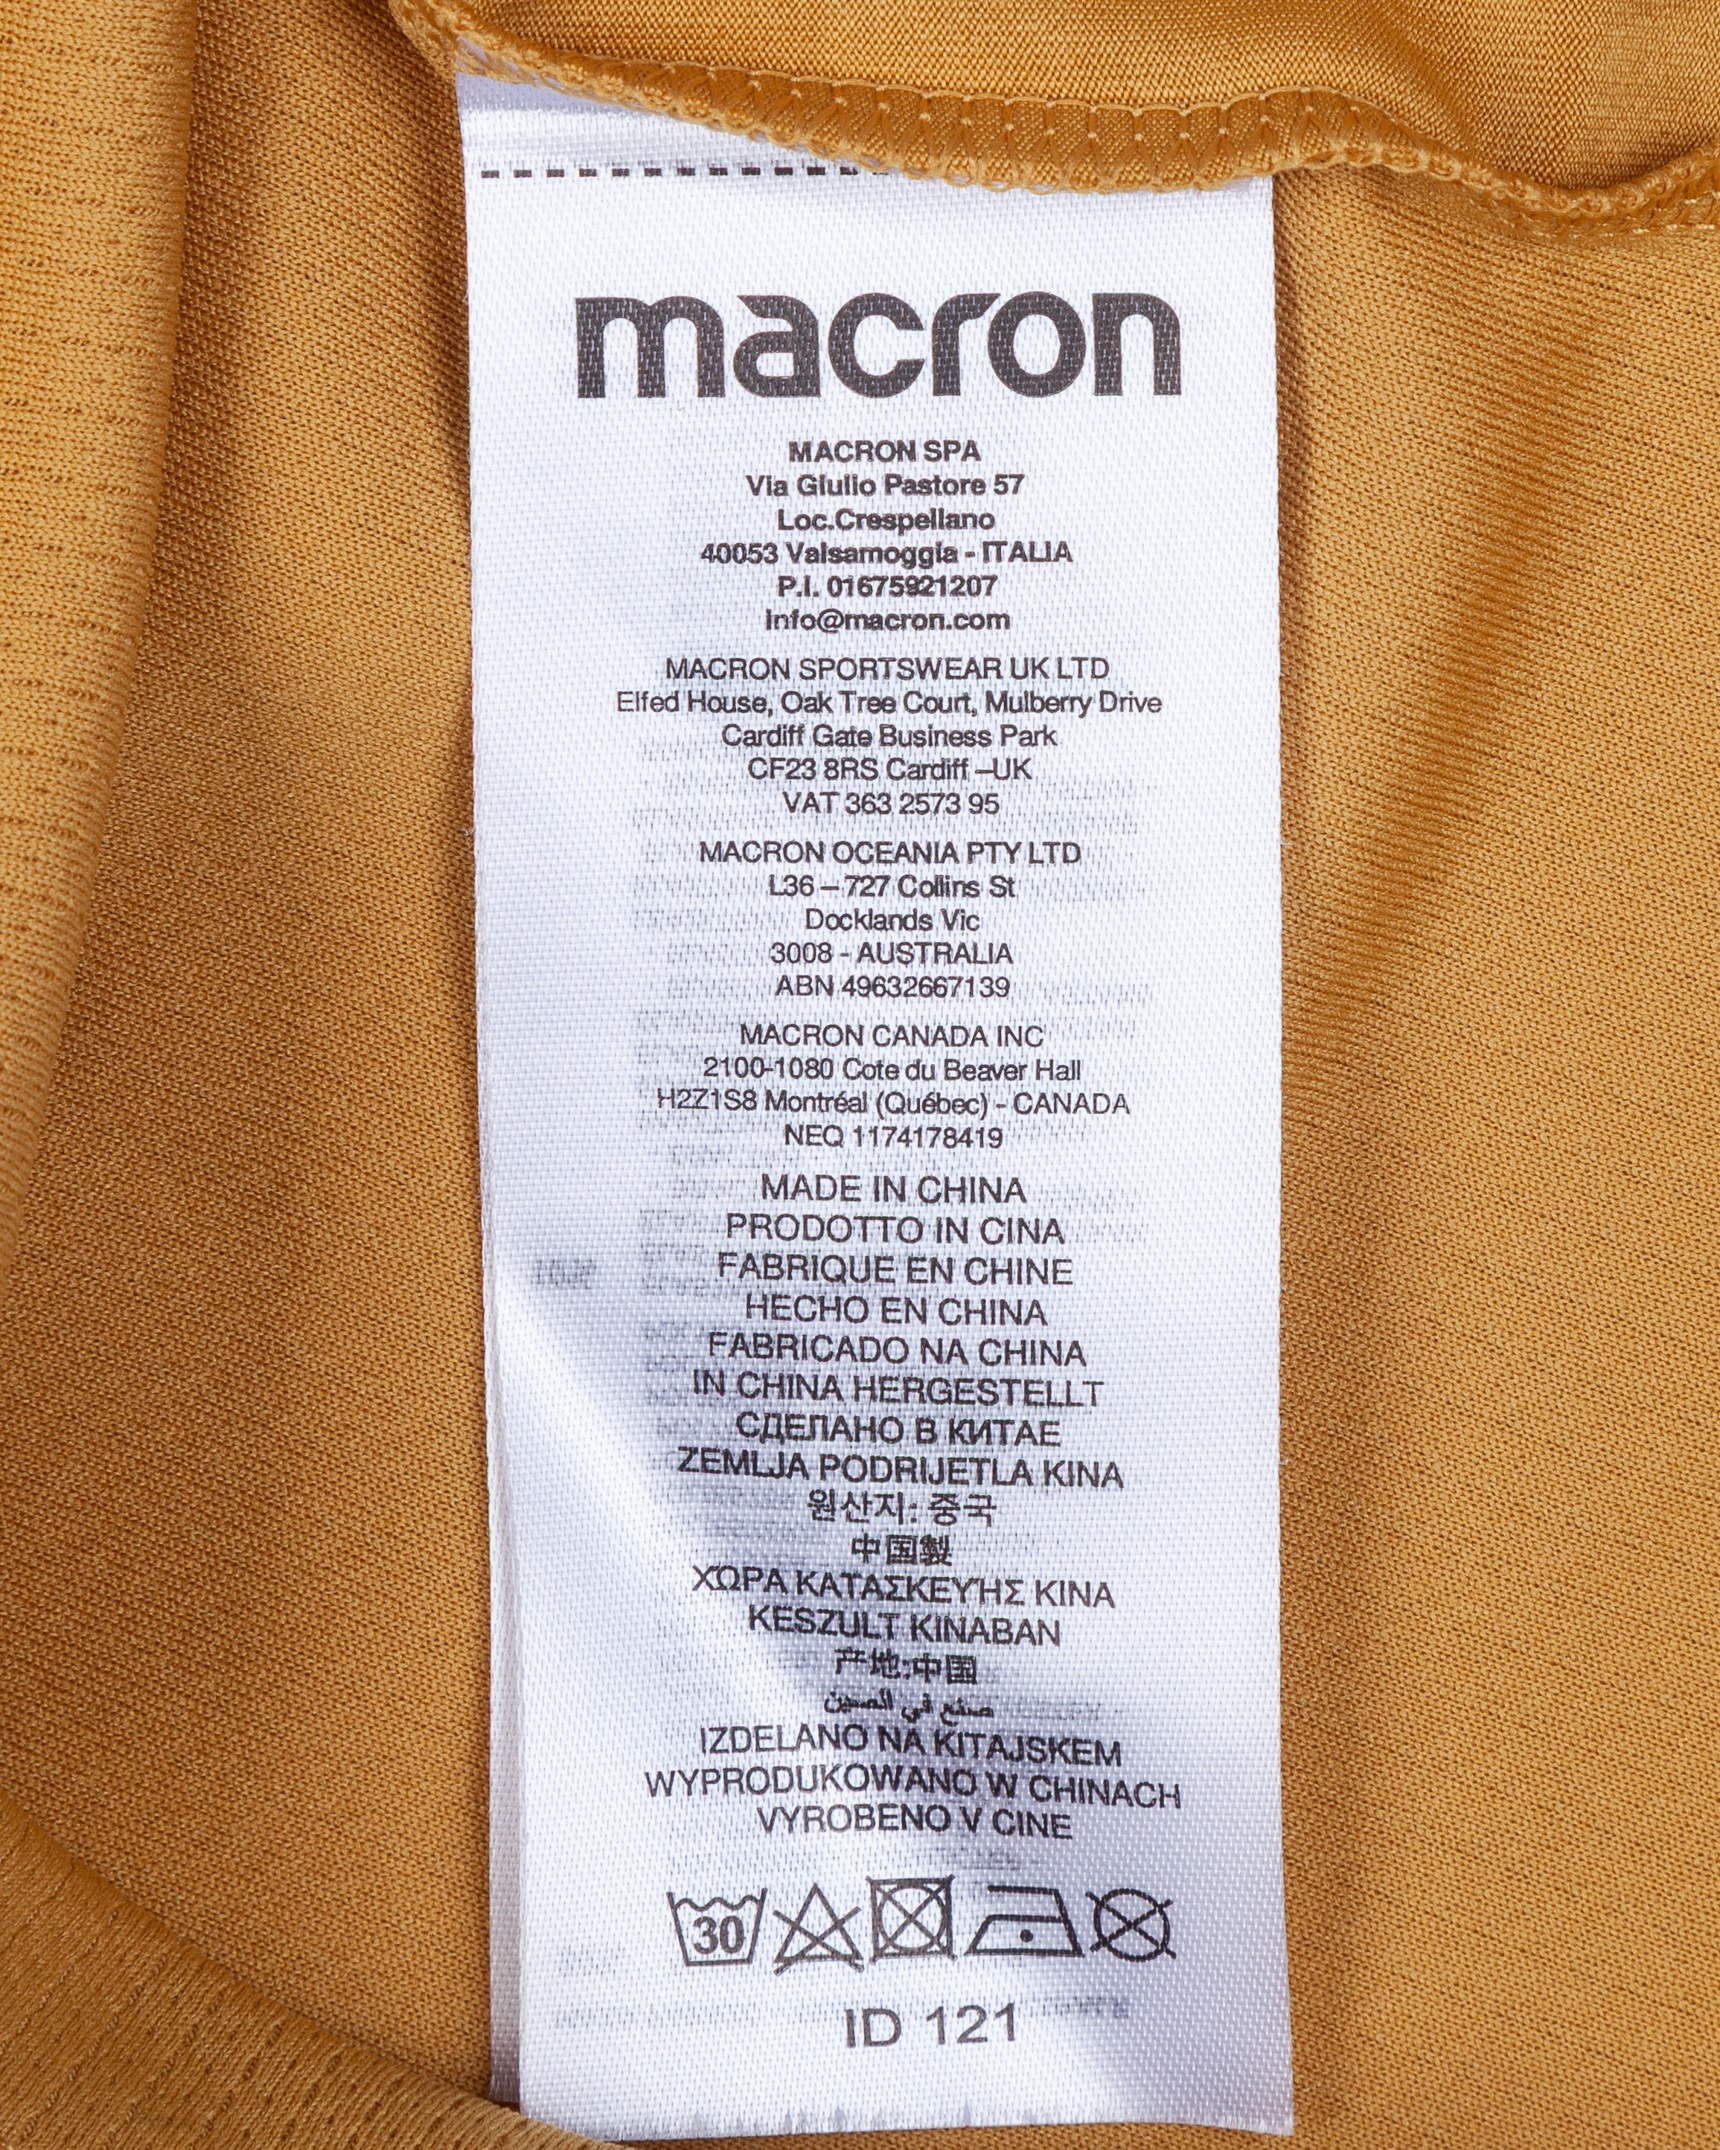 macron
MACRON SPA
Via Giulio Pastore 57
Loc.Crespellano
40053 Valsamoggia - ITALIA
P.I. 01675921207
info@macron.com
MACRON SPORTSWEAR UK LTD
Elfed House, Oak Tree Court, Mulberry Drive
Cardiff Gate Business Park
CF23 8RS Cardiff –UK
VAT 363 2573 95
MACRON OCEANIA PTY LTD
L36 – 727 Collins St
Docklands Vic
3008 - AUSTRALIA
ABN 49632667139
MACRON CANADA INC
2100-1080 Cote du Beaver Hall
H2Z1S8 Montréal (Québec) - CANADA
NEQ 1174178419
MADE IN CHINA
PRODOTTO IN CINA
FABRIQUE EN CHINE
HECHO EN CHINA
FABRICADO NA CHINA
IN CHINA HERGESTELLT
СДЕЛАНО В КИТАЕ
ZEMLJA PODRIJETLA KINA
원산지: 중국
中国製
ΧΩΡΑ ΚΑΤΑΣΚΕΥΉΣ ΚΙΝΑ
KESZULT KINABAN
产地:中国
صنع في الصين
IZDELANO NA KITAJSKEM
WYPRODUKOWANO W CHINACH
VYROBENO V CINE
30
ID 121